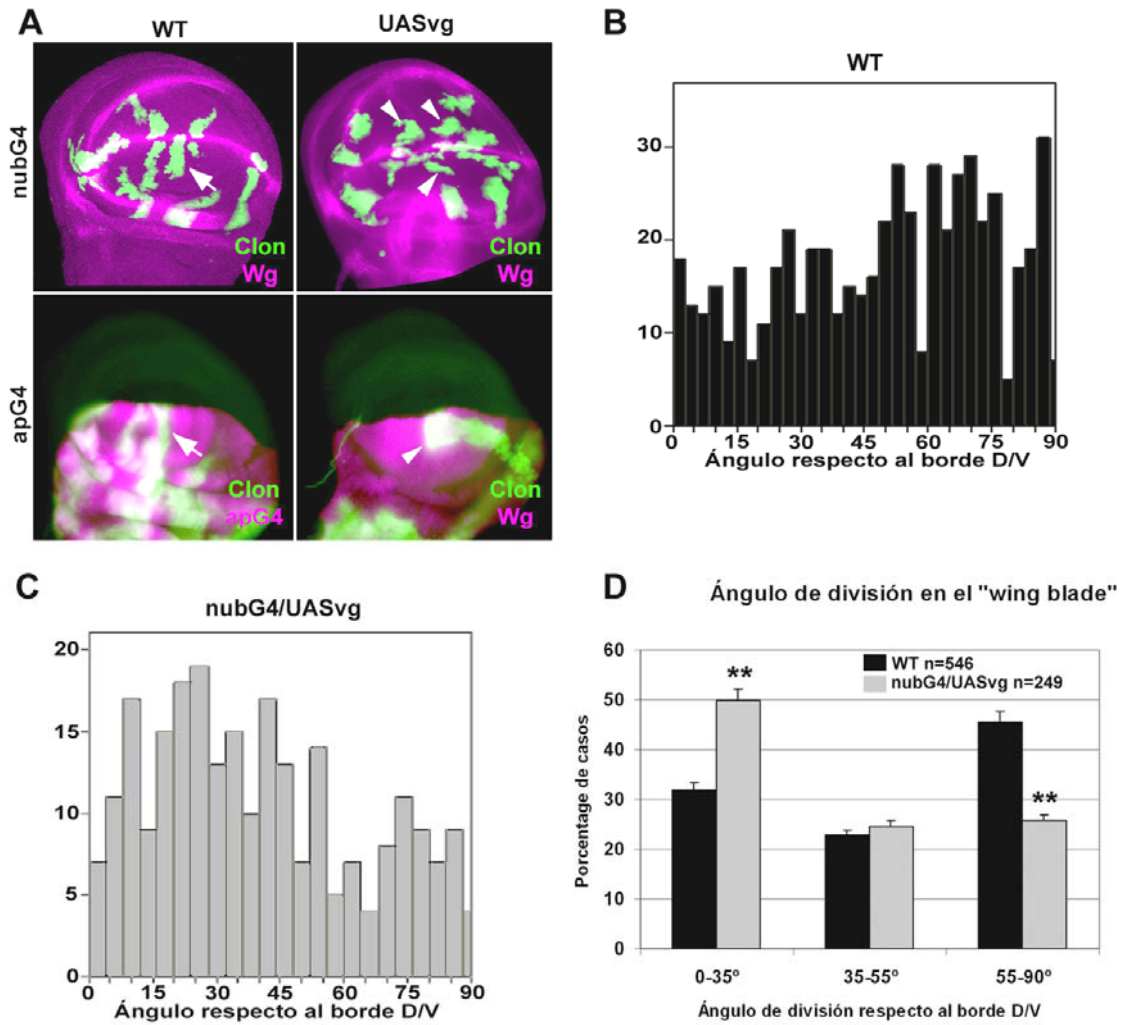 A
WT
UASvg
nubG4
Clon
Wg
Clon
Wg
apG4
Clon
apG4
Clon
Wg
B
WT
30
20
10
0
0 15 30 45 60 75 90
Ángulo respecto al borde D/V
C
nubG4/UASvg
20
15
10
5
0
0 15 30 45 60 75 90
Ángulo respecto al borde D/V
D
Ángulo de división en el "wing blade"
WT n=546
nubG4/UASvg n=249
Porcentage de casos
60
50
40
30
20
10
0
**
**
0-35º 35-55º 55-90º
Ángulo de división respecto al borde D/V